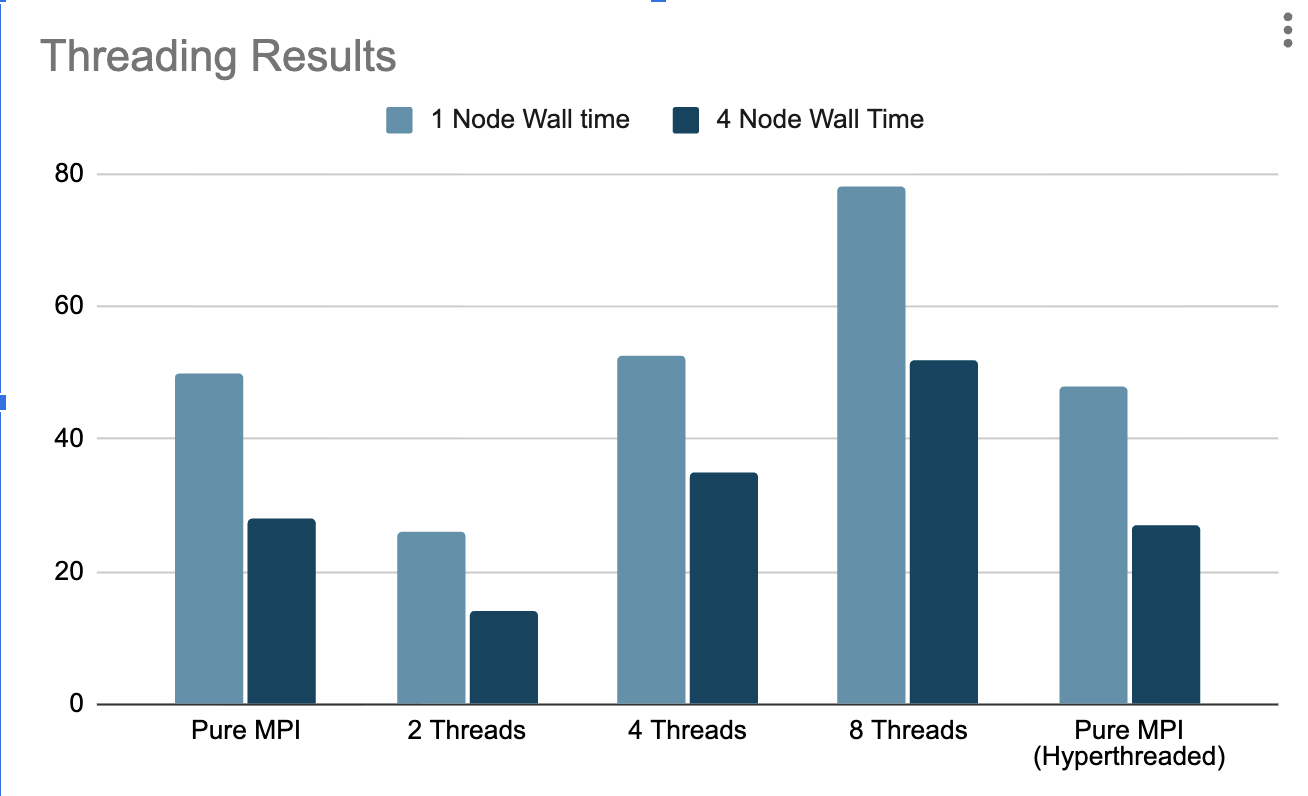 Threading Results
1 Node Wall time
4 Node Wall Time
80
60
40
20
0
Pure MPI
2 Threads
4 Threads
8 Threads
Pure MPI
(Hyperthreaded)